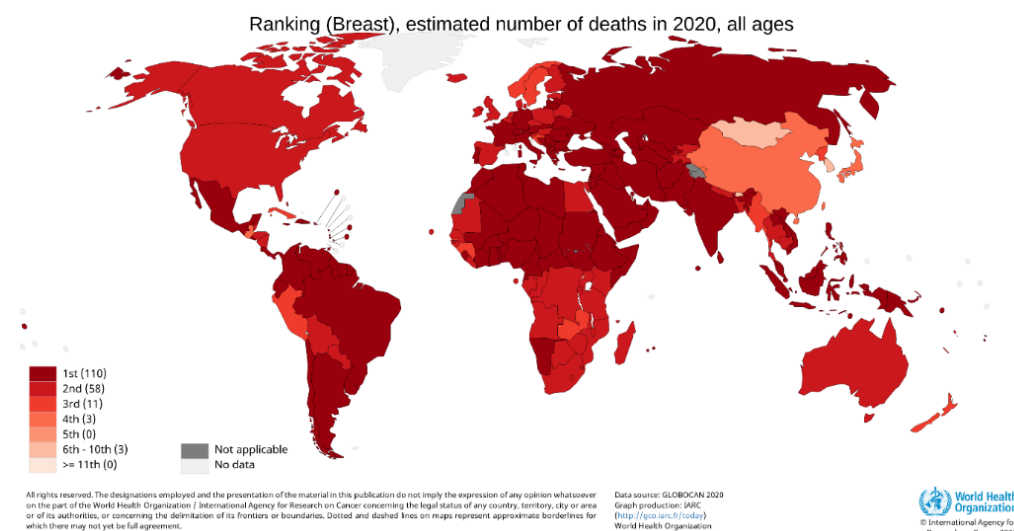 Ranking (Breast), estimated number of deaths in 2020, all ages
1st (110)
2nd (58)
3rd (11)
4th (3)
5th (0)
6th - 10th (3)
>= 11th (0)
Not applicable
No data
All rights reserved. The designations employed and the presentation of the material in this publication do not imply the expression of any opinion whatsoever
on the part of the World Health Organization / International Agency for Research on Cancer concerning the legal status of any country, territory, city or area
or of its authorities, or concerning the delimitation of its frontiers or boundaries. Dotted and dashed lines on maps represent approximate borderlines for
which there may not yet be full agreement.
Data source: GLOBOCAN 2020
Graph production: IARC
(http://gco.iarc.fr/today)
World Health Organization
World Health
Organization
© International Agency fo